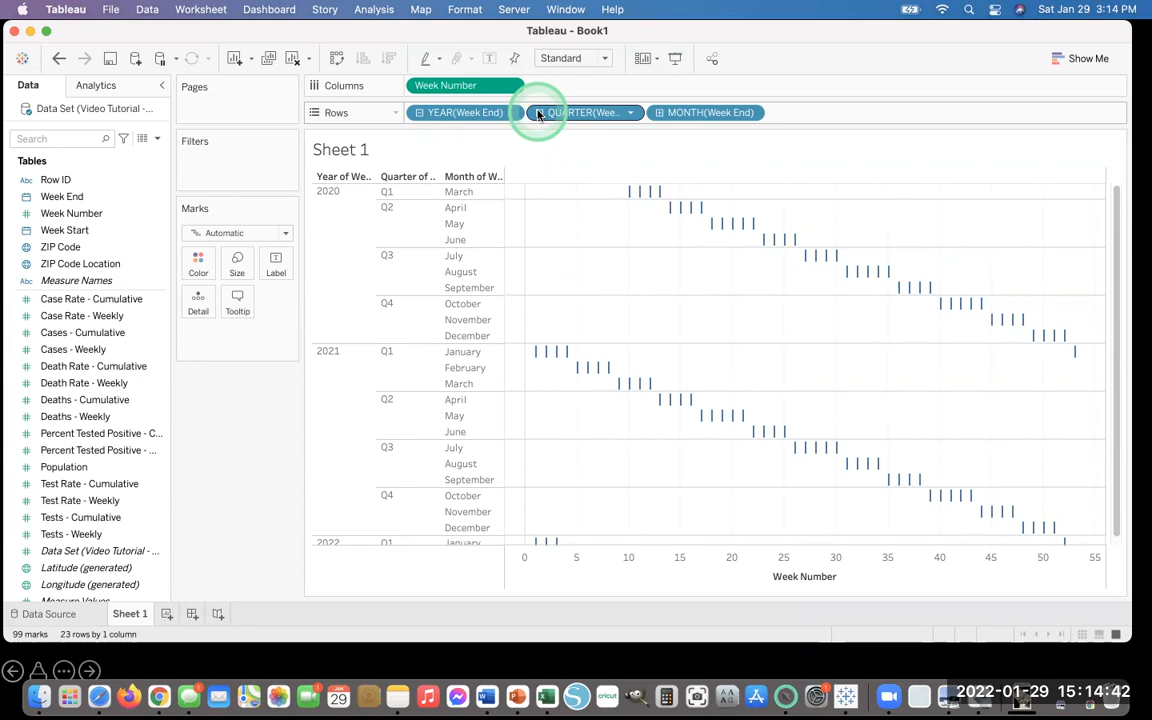 Tableau File Data Worksheet Dashboard Story Analysis Map Format Server Window Help Sat Jan 29 3:14 PM
Tableau - Book1
Standard Show Me
Data Analytics
Data Set (Video Tutorial -...
Search
Tables
Abc Row ID
Week End
Week Number
Week Start
ZIP Code
ZIP Code Location
Abc Measure Names
Case Rate - Cumulative
Case Rate - Weekly
Cases - Cumulative
Cases - Weekly
Death Rate - Cumulative
Death Rate - Weekly
Deaths - Cumulative
Deaths - Weekly
Percent Tested Positive - C...
Percent Tested Positive - ...
Population
Test Rate - Cumulative
Test Rate - Weekly
Tests - Cumulative
Tests - Weekly
Data Set (Video Tutorial - ...
Latitude (generated)
Longitude (generated)
Measure Values
Pages
Filters
Marks
Automatic
Color Size Label
Detail Tooltip
Columns Week Number
Rows YEAR(Week End) QUARTER(Wee.. MONTH(Week End)
Sheet 1
Year of We.. Quarter of .. Month of W..
2020 Q1 March
Q2 April
May
June
Q3 July
August
September
Q4 October
November
December
2021 Q1 January
February
March
Q2 April
May
June
Q3 July
August
September
Q4 October
November
December
2022 Q1 January
0 5 10 15 20 25 30 35 40 45 50 55
Week Number
Data Source Sheet 1
99 marks 23 rows by 1 column
JAN
29
2022-01-29 15:14:42